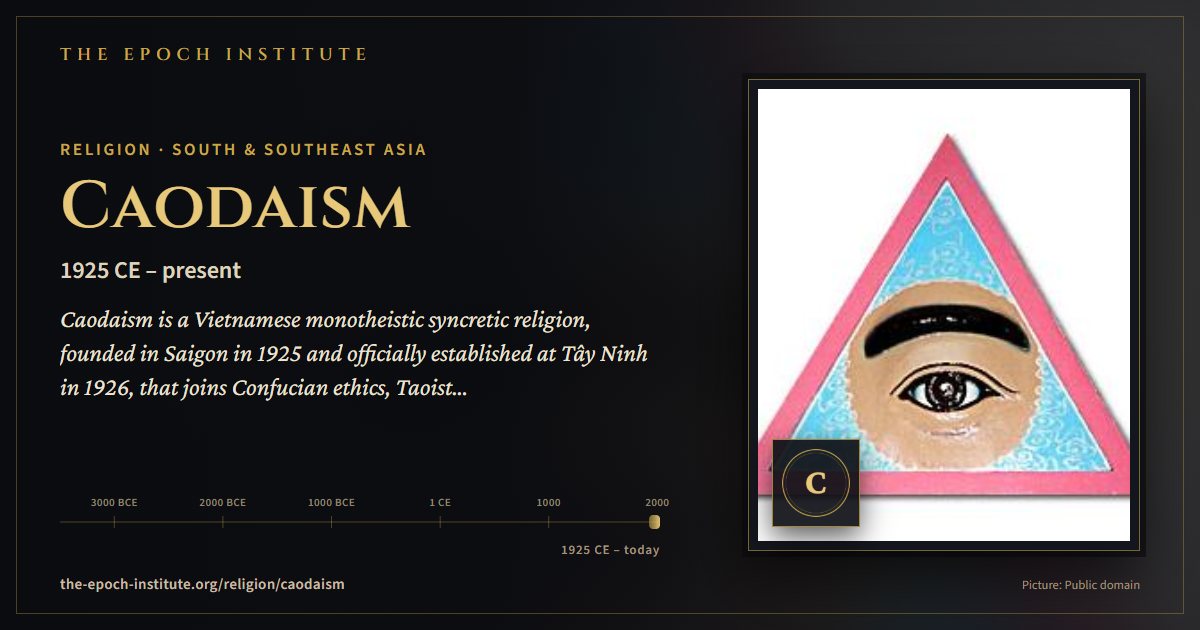 THE EPOCH INSTITUTE
RELIGION · SOUTH & SOUTHEAST ASIA
CAODAISM
1925 CE – present
Caodaism is a Vietnamese monotheistic syncretic religion,
founded in Saigon in 1925 and officially established at Tây Ninh
in 1926, that joins Confucian ethics, Taoist...
3000 BCE 2000 BCE 1000 BCE 1 CE 1000 2000
1925 CE – today
the-epoch-institute.org/religion/caodaism
C
Picture: Public domain